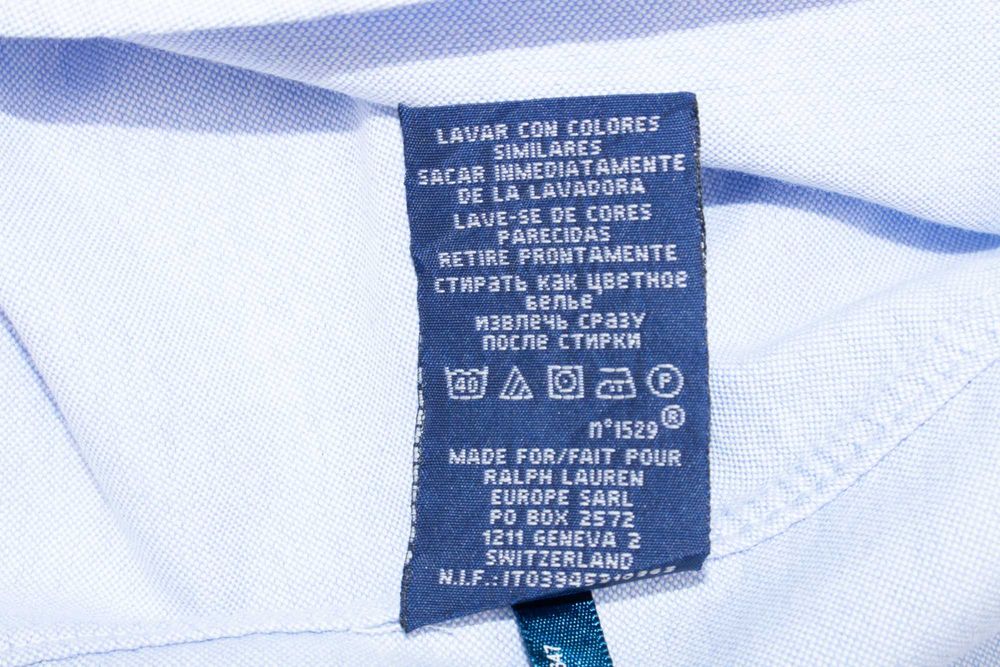 LAVAR CON COLORES
SIMILARES
SACAR INMEDIATAMENTE
DE LA LAVADORA
LAVE-SE DE CORES
PARECIDAS
RETIRE PRONTAMENTE
СТИРАТЬ КАК ЦВЕТНОЕ
БЕЛЬЕ
ИЗВЛЕЧЬ СРАЗУ
ПОСЛЕ СТИРКИ
40 P
®
n°1529
MADE FOR/FAIT POUR
RALPH LAUREN
EUROPE SARL
PO BOX 2572
1211 GENEVA 2
SWITZERLAND
N.I.F.: